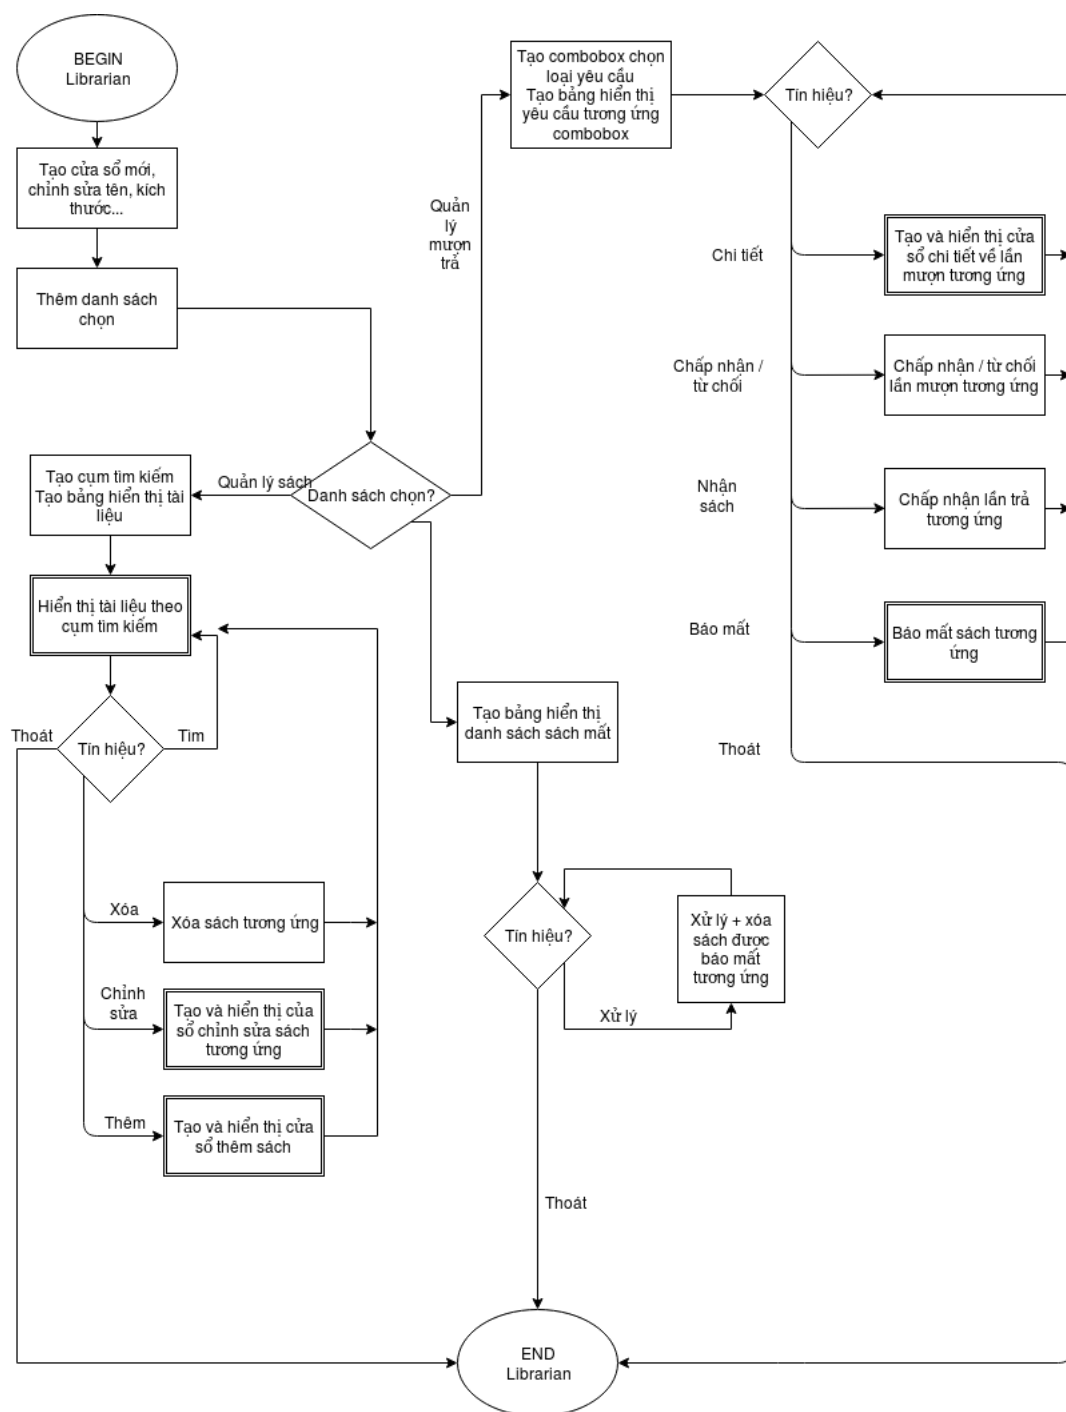 BEGIN
Librarian
Tạo cửa sổ mới,
chỉnh sửa tên, kích
thước...
Thêm danh sách
chọn
Danh sách chọn?
Quản lý sách
Quản
lý
mượn
trả
Tạo combobox chọn
loại yêu cầu
Tạo bảng hiển thị
yêu cầu tương ứng
combobox
Tín hiệu?
Chi tiết
Tạo và hiển thị cửa
sổ chi tiết về lần
mượn tương ứng
Chấp nhận /
từ chối
Chấp nhận / từ chối
lần mượn tương ứng
Nhận
sách
Chấp nhận lần trả
tương ứng
Báo mất
Báo mất sách tương
ứng
Thoát
Tạo cụm tìm kiếm
Tạo bảng hiển thị tài
liệu
Hiển thị tài liệu theo
cụm tìm kiếm
Thoát
Tín hiệu?
Tìm
Xóa
Xóa sách tương ứng
Chỉnh
sửa
Tạo và hiển thị của
sổ chỉnh sửa sách
tương ứng
Thêm
Tạo và hiển thị cửa
sổ thêm sách
Tạo bảng hiển thị
danh sách sách mất
Tín hiệu?
Xử lý + xóa
sách được
báo mất
tương ứng
Xử lý
Thoát
END
Librarian